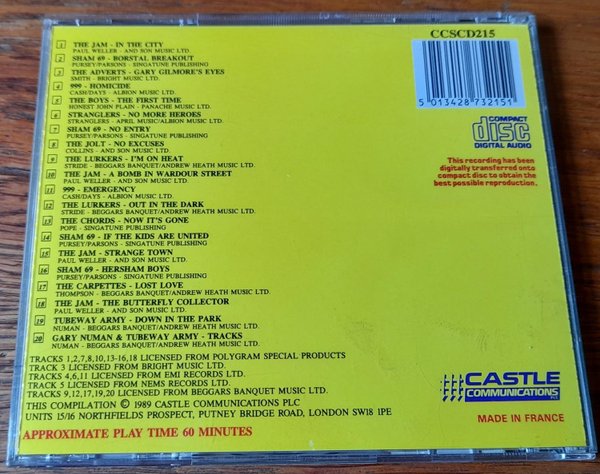 CCSCD215
5 013428 732151
COMPACT
disc
DIGITAL AUDIO
This recording has been
digitally transferred onto
compact disc to obtain the
best possible reproduction.
1 THE JAM - IN THE CITY
PAUL WELLER - AND SON MUSIC LTD.
2 SHAM 69 - BORSTAL BREAKOUT
PURSEY/PARSONS - SINGATUNE PUBLISHING
3 THE ADVERTS - GARY GILMORE'S EYES
SMITH - BRIGHT MUSIC LTD.
4 999 - HOMICIDE
CASH/DAYS - ALBION MUSIC LTD.
5 THE BOYS - THE FIRST TIME
HONEST JOHN PLAIN - PANACHE MUSIC LTD.
6 STRANGLERS - NO MORE HEROES
STRANGLERS - APRIL MUSIC/ALBION MUSIC LTD.
7 SHAM 69 - NO ENTRY
PURSEY/PARSONS - SINGATUNE PUBLISHING
8 THE JOLT - NO EXCUSES
COLLINS - AND SON MUSIC LTD.
9 THE LURKERS - I'M ON HEAT
STRIDE - BEGGARS BANQUET/ANDREW HEATH MUSIC LTD.
10 THE JAM - A BOMB IN WARDOUR STREET
PAUL WELLER - AND SON MUSIC LTD.
11 999 - EMERGENCY
CASH/DAYS - ALBION MUSIC LTD.
12 THE LURKERS - OUT IN THE DARK
STRIDE - BEGGARS BANQUET/ANDREW HEATH MUSIC LTD.
13 THE CHORDS - NOW IT'S GONE
POPE - SINGATUNE PUBLISHING
14 SHAM 69 - IF THE KIDS ARE UNITED
PURSEY/PARSONS - SINGATUNE PUBLISHING
15 THE JAM - STRANGE TOWN
PAUL WELLER - AND SON MUSIC LTD.
16 SHAM 69 - HERSHAM BOYS
PURSEY/PARSONS - SINGATUNE PUBLISHING
17 THE CARPETTES - LOST LOVE
THOMPSON - BEGGARS BANQUET/ANDREW HEATH MUSIC LTD.
18 THE JAM - THE BUTTERFLY COLLECTOR
PAUL WELLER - AND SON MUSIC LTD.
19 TUBEWAY ARMY - DOWN IN THE PARK
NUMAN - BEGGARS BANQUET/ANDREW HEATH MUSIC LTD.
20 GARY NUMAN & TUBEWAY ARMY - TRACKS
NUMAN - BEGGARS BANQUET/ANDREW HEATH MUSIC LTD.
TRACKS 1,2,7,8,10,13-16,18 LICENSED FROM POLYGRAM SPECIAL PRODUCTS
TRACK 3 LICENSED FROM BRIGHT MUSIC LTD.
TRACKS 4,6,11 LICENSED FROM EMI RECORDS LTD.
TRACK 5 LICENSED FROM NEMS RECORDS LTD.
TRACKS 9,12,17,19,20 LICENSED FROM BEGGARS BANQUET MUSIC LTD.
THIS COMPILATION © 1989 CASTLE COMMUNICATIONS PLC
UNITS 15/16 NORTHFIELDS PROSPECT, PUTNEY BRIDGE ROAD, LONDON SW18 1PE
APPROXIMATE PLAY TIME 60 MINUTES
CASTLE
COMMUNICATIONS
MADE IN FRANCE